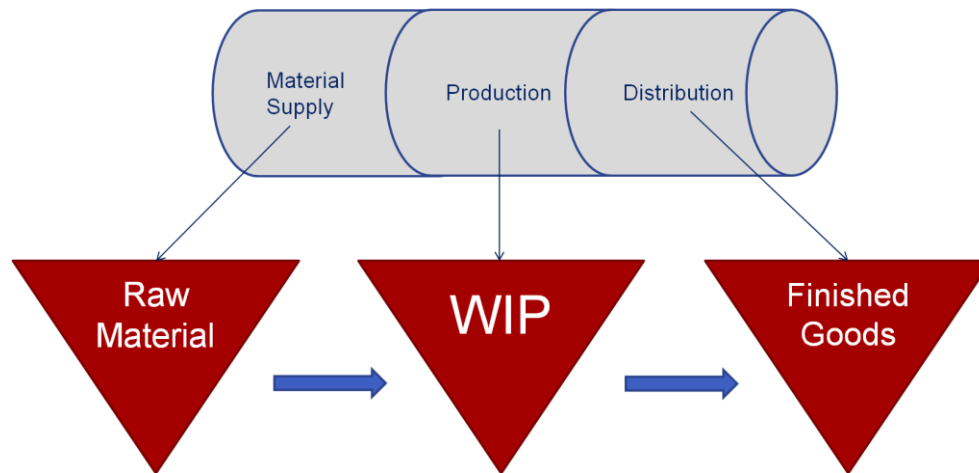 Material
Supply
Production
Distribution
Raw
Material
WIP
Finished
Goods